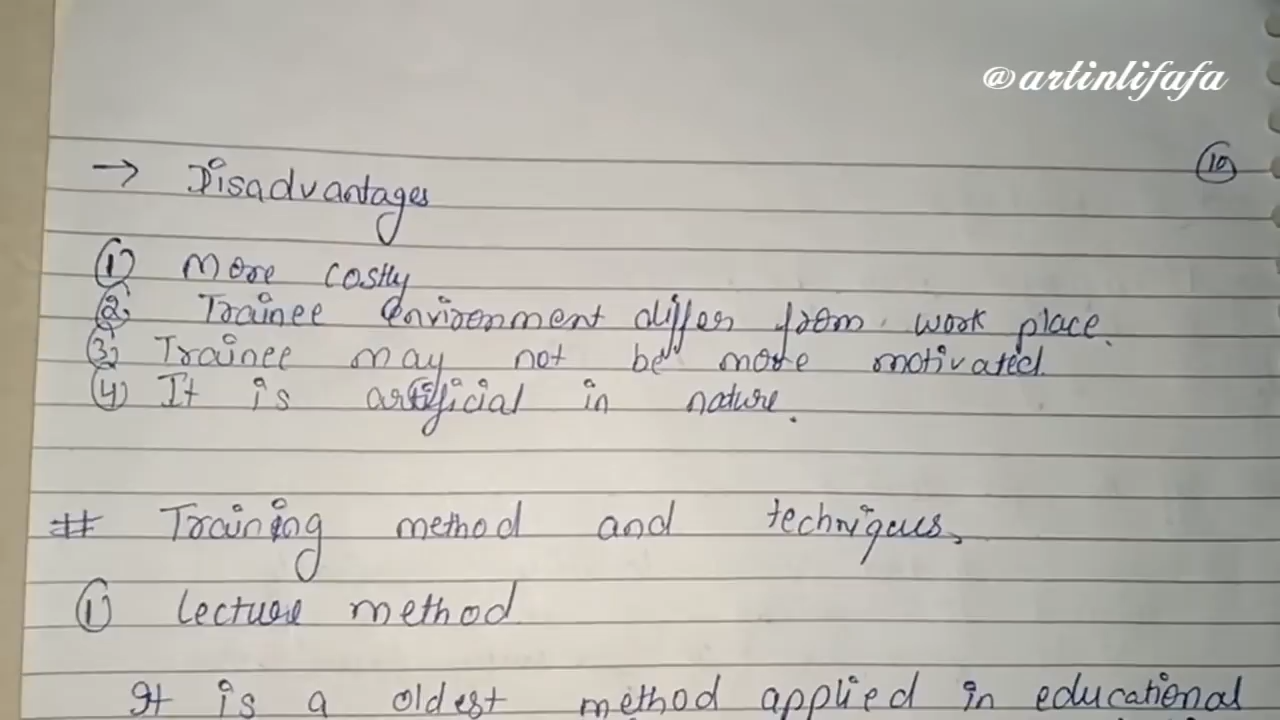 @artinlifafa
10
→ Disadvantages
① More costly
② Trainee environment differ from work place.
③ Trainee may not be more motivated.
④ It is artificial in nature.
# Training method and techniques.
① Lecture method
It is a oldest method applied in educational